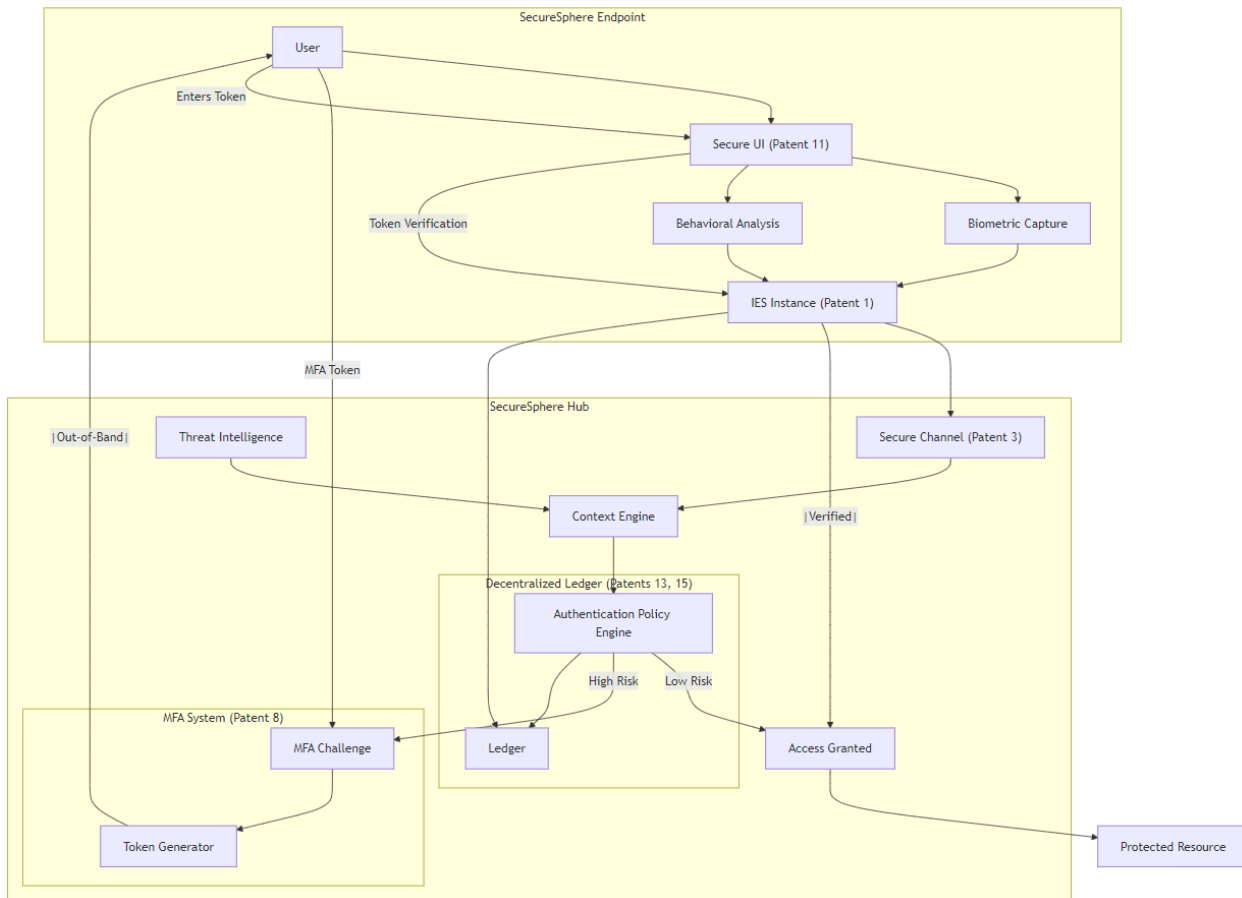 SecureSphere Endpoint
User
Enters Token
Secure UI (Patent 11)
Token Verification
Behavioral Analysis
Biometric Capture
IES Instance (Patent 1)
MFA Token
SecureSphere Hub
|Out-of-Band|
Threat Intelligence
Secure Channel (Patent 3)
Context Engine
|Verified|
Decentralized Ledger (Patents 13, 15)
Authentication Policy
Engine
High Risk
Low Risk
MFA System (Patent 8)
MFA Challenge
Ledger
Access Granted
Token Generator
Protected Resource